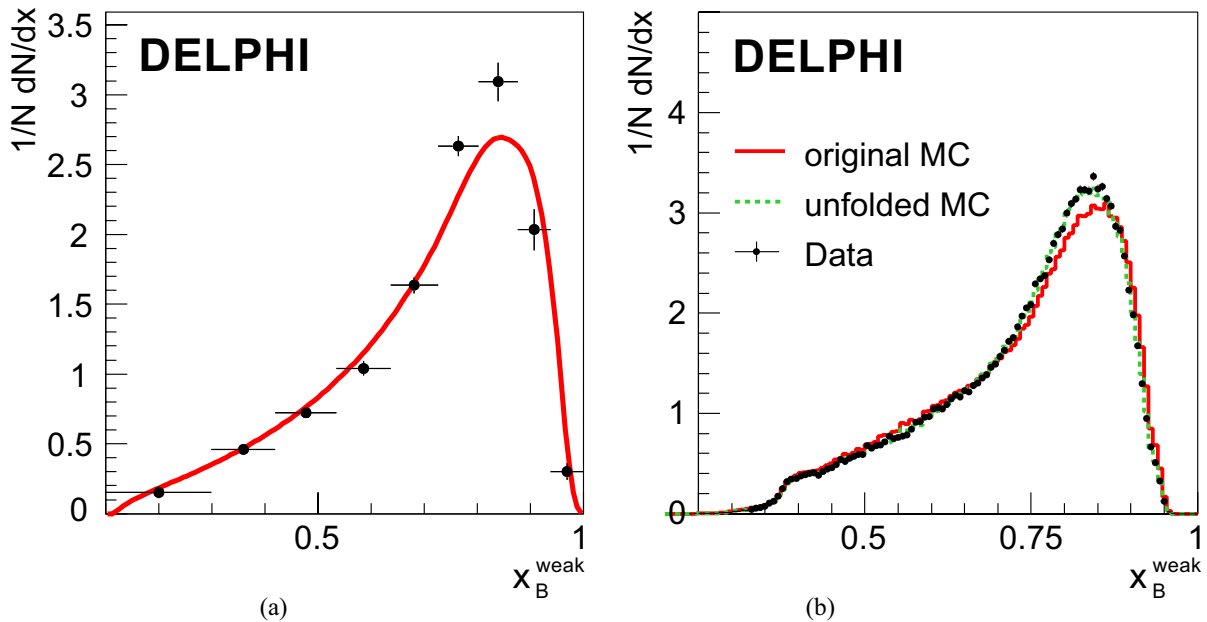 DELPHI
1/N dN/dx
3.5
3
2.5
2
1.5
1
0.5
0
0.5
1
x_B^weak
(a)
DELPHI
1/N dN/dx
original MC
unfolded MC
Data
4
3
2
1
0
0.5
0.75
1
x_B^weak
(b)